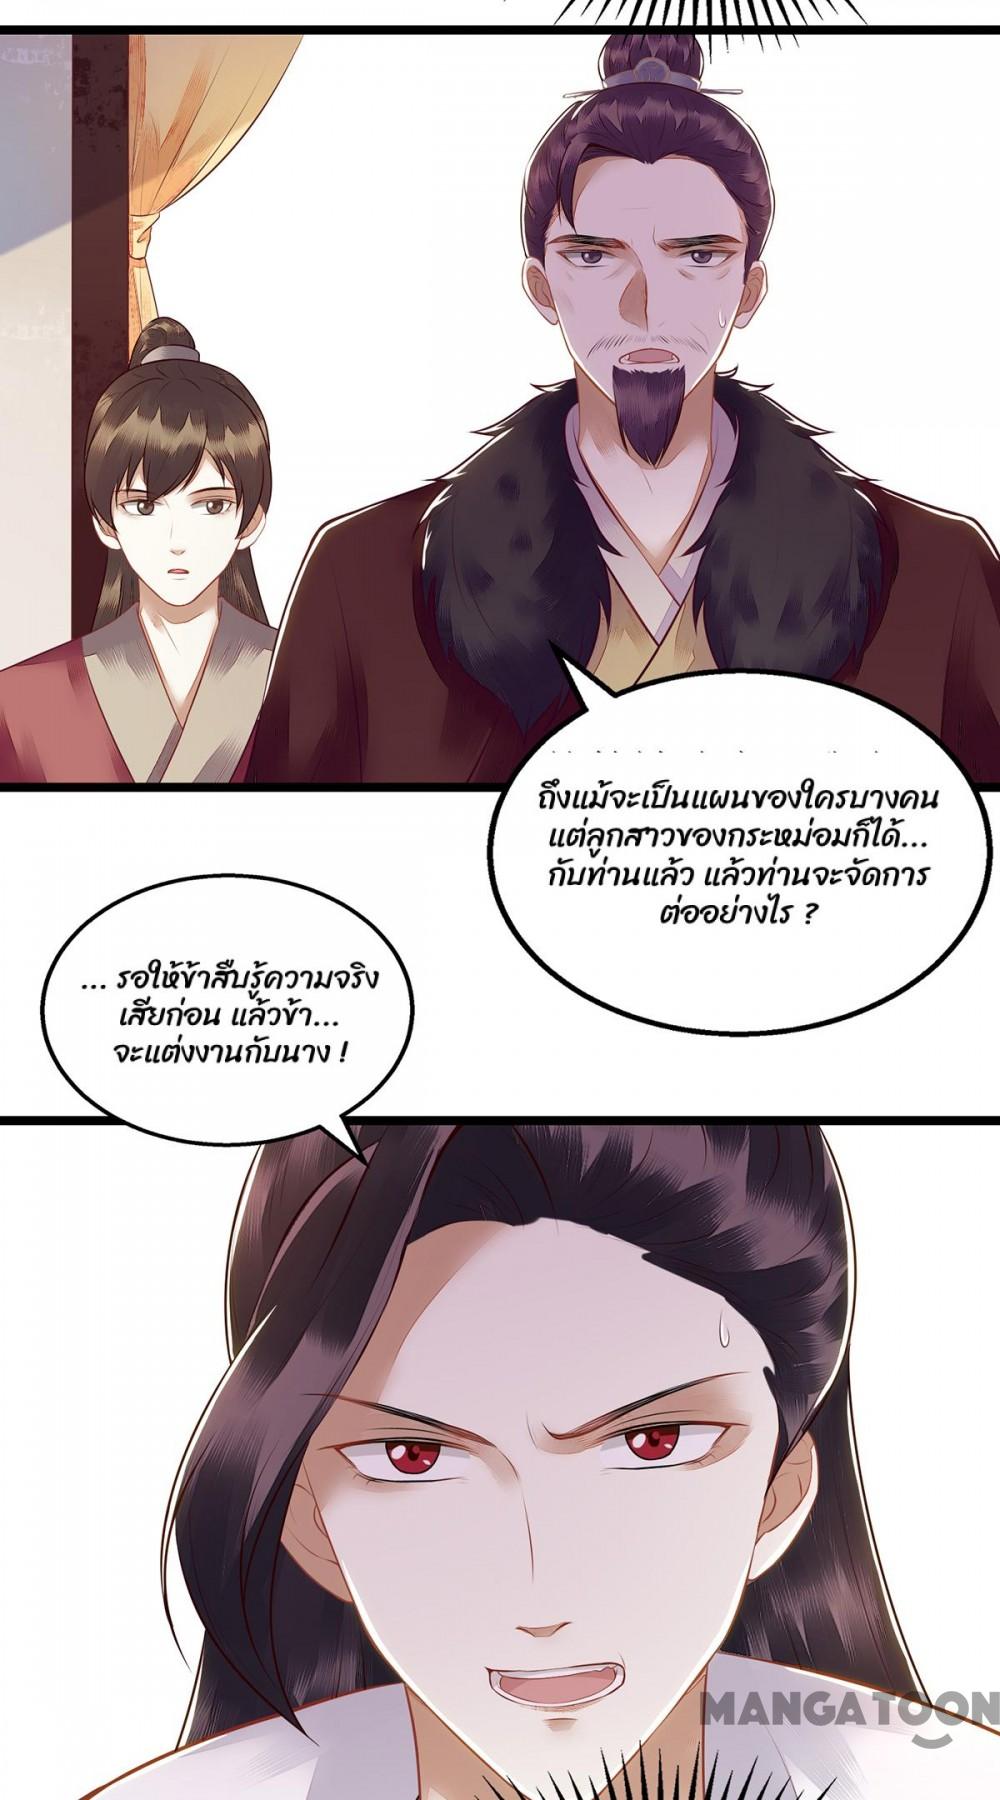 ถึงแม้จะเป็นแผนของใครบางคน
แต่ลูกสาวของกระหม่อมก็ได้...
กับท่านแล้ว แล้วท่านจะจัดการ
ต่ออย่างไร ?
... รอให้ข้าสืบรู้ความจริง
เสียก่อน แล้วข้า...
จะแต่งงานกับนาง !
MANGATOON